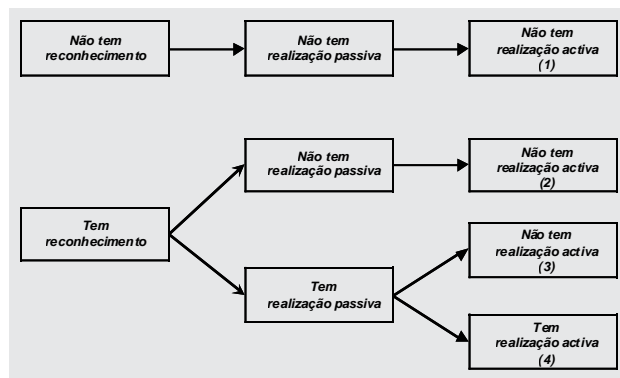 Não tem
reconhecimento
Não tem
realização passiva
Não tem
realização activa
(1)
Não tem
realização passiva
Não tem
realização activa
(2)
Tem
reconhecimento
Não tem
realização activa
(3)
Tem
realização passiva
Tem
realização activa
(4)